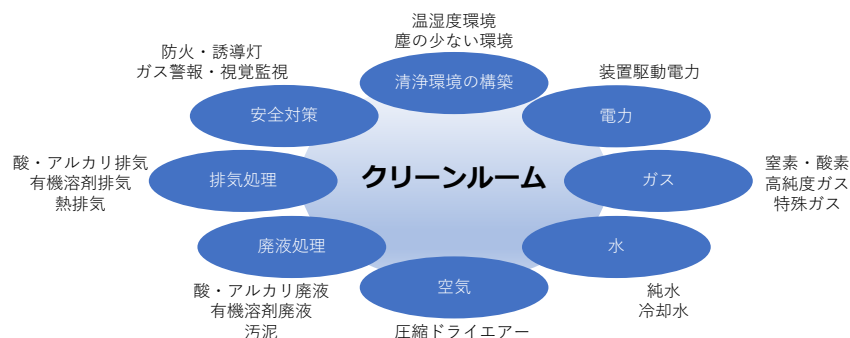 温湿度環境
塵の少ない環境
清浄環境の構築
防火・誘導灯
ガス警報・視覚監視
安全対策
装置駆動電力
電力
酸・アルカリ排気
有機溶剤排気
熱排気
排気処理
クリーンルーム
ガス
窒素・酸素
高純度ガス
特殊ガス
廃液処理
酸・アルカリ廃液
有機溶剤廃液
汚泥
空気
圧縮ドライエアー
水
純水
冷却水